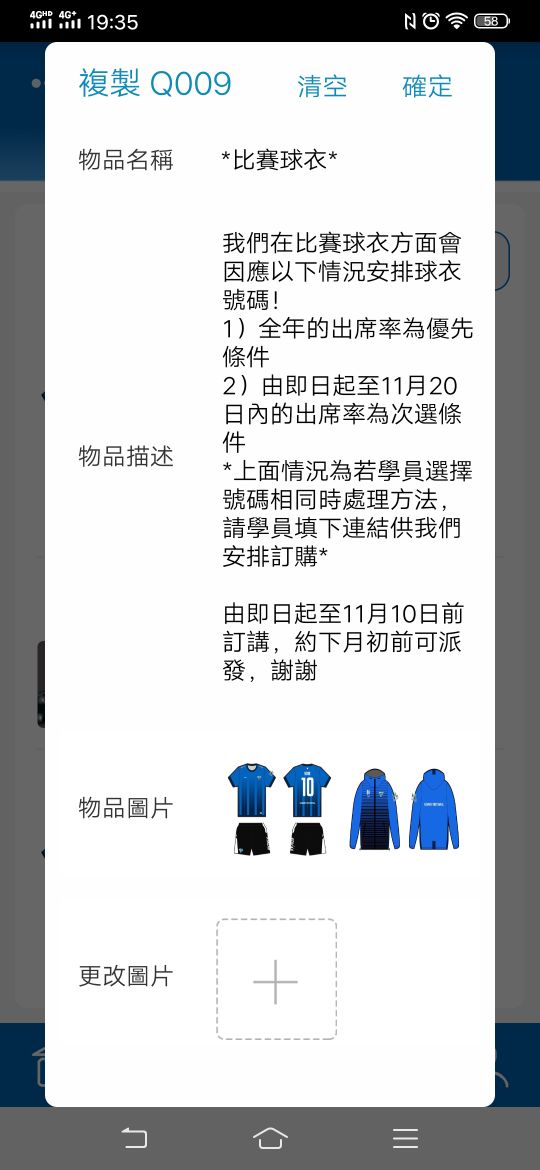 4GHD 4G+ 19:35 58
複製 Q009 清空 確定
物品名稱 *比賽球衣*
我們在比賽球衣方面會
因應以下情況安排球衣
號碼！
1）全年的出席率為優先
條件
2）由即日起至11月20
日內的出席率為次選條
件
物品描述
*上面情況為若學員選擇
號碼相同時處理方法，
請學員填下連結供我們
安排訂購*
由即日起至11月10日前
訂講，約下月初前可派
發，謝謝
物品圖片
10
更改圖片